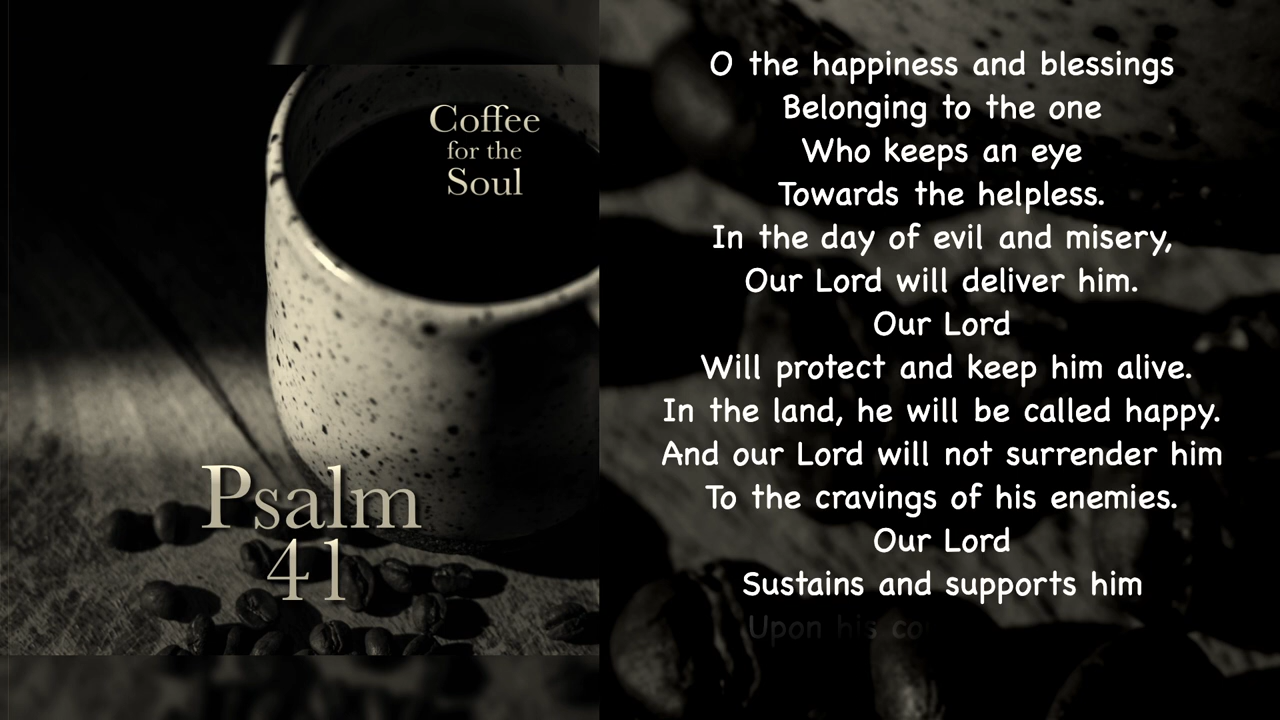 Coffee
for the
Soul
Psalm
41
O the happiness and blessings
Belonging to the one
Who keeps an eye
Towards the helpless.
In the day of evil and misery,
Our Lord will deliver him.
Our Lord
Will protect and keep him alive.
In the land, he will be called happy.
And our Lord will not surrender him
To the cravings of his enemies.
Our Lord
Sustains and supports him
Upon his